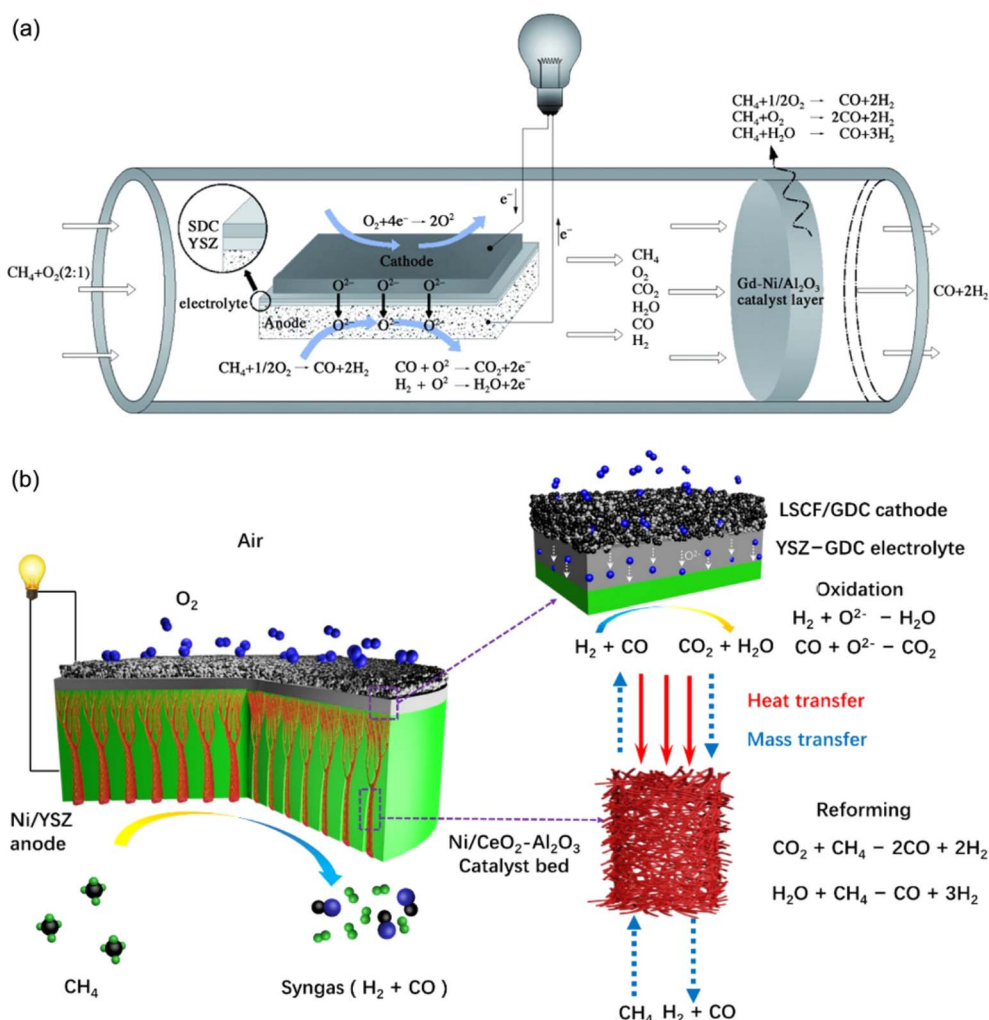 (a)
CH₄+1/2O₂ → CO+2H₂
CH₄+O₂ → 2CO+2H₂
CH₄+H₂O → CO+3H₂
SDC
YSZ
O₂+4e⁻ → 2O²
e⁻
e⁻
Cathode
CH₄+O₂(2:1)
electrolyte
O²⁻ O²⁻ O²⁻
Anode
O²⁻ O²⁻ O²⁻
CH₄+1/2O₂ → CO+2H₂
CO + O² → CO₂+2e⁻
H₂ + O² → H₂O+2e⁻
CH₄
O₂
CO₂
H₂O
CO
H₂
Gd-Ni/Al₂O₃
catalyst layer
CO+2H₂
(b)
Air
O₂
Ni/YSZ
anode
CH₄
Syngas ( H₂ + CO )
Ni/CeO₂-Al₂O₃
Catalyst bed
LSCF/GDC cathode
YSZ–GDC electrolyte
O²⁻
Oxidation
H₂ + O²⁻ – H₂O
CO + O²⁻ – CO₂
H₂ + CO
CO₂ + H₂O
Heat transfer
Mass transfer
Reforming
CO₂ + CH₄ – 2CO + 2H₂
H₂O + CH₄ – CO + 3H₂
CH₄ H₂ + CO